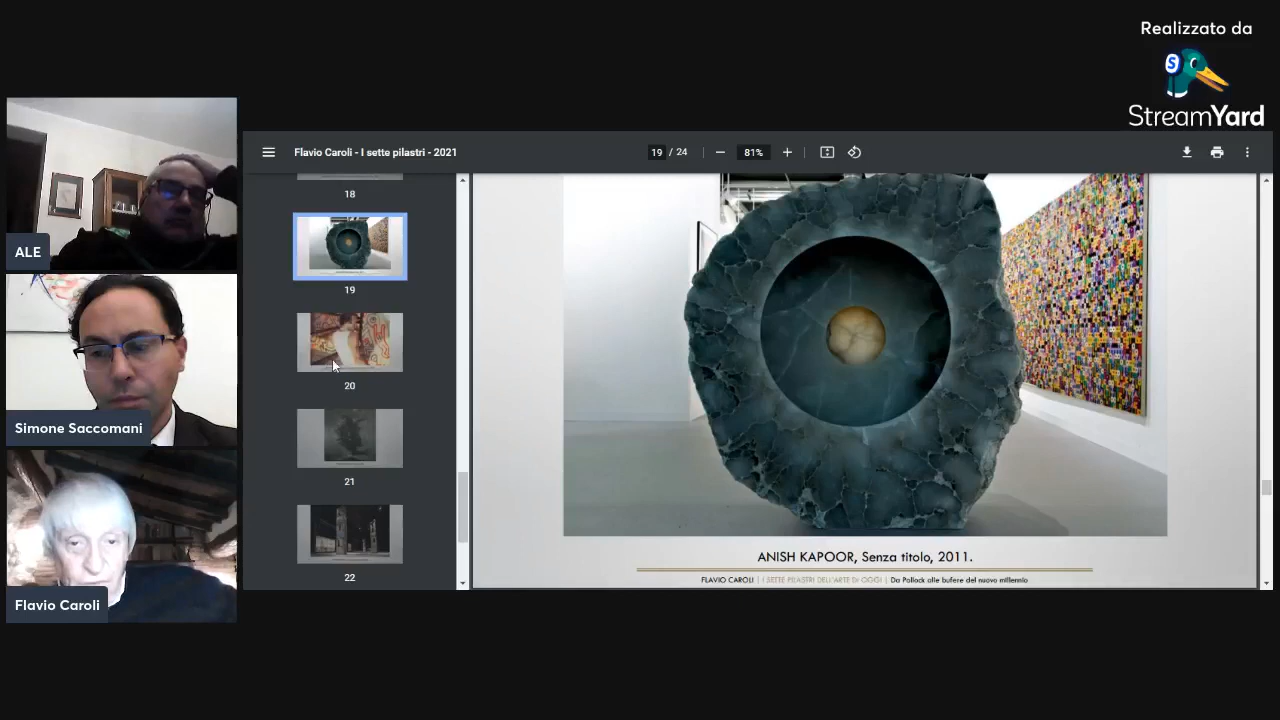 Realizzato da
S
StreamYard
Flavio Caroli - I sette pilastri - 2021
19 / 24
81%
18
19
20
21
22
ALE
Simone Saccomani
Flavio Caroli
ANISH KAPOOR, Senza titolo, 2011.
FLAVIO CAROLI | I SETTE PILASTRI DELL'ARTE DI OGGI | Da Pollock alle bufere del nuovo millennio